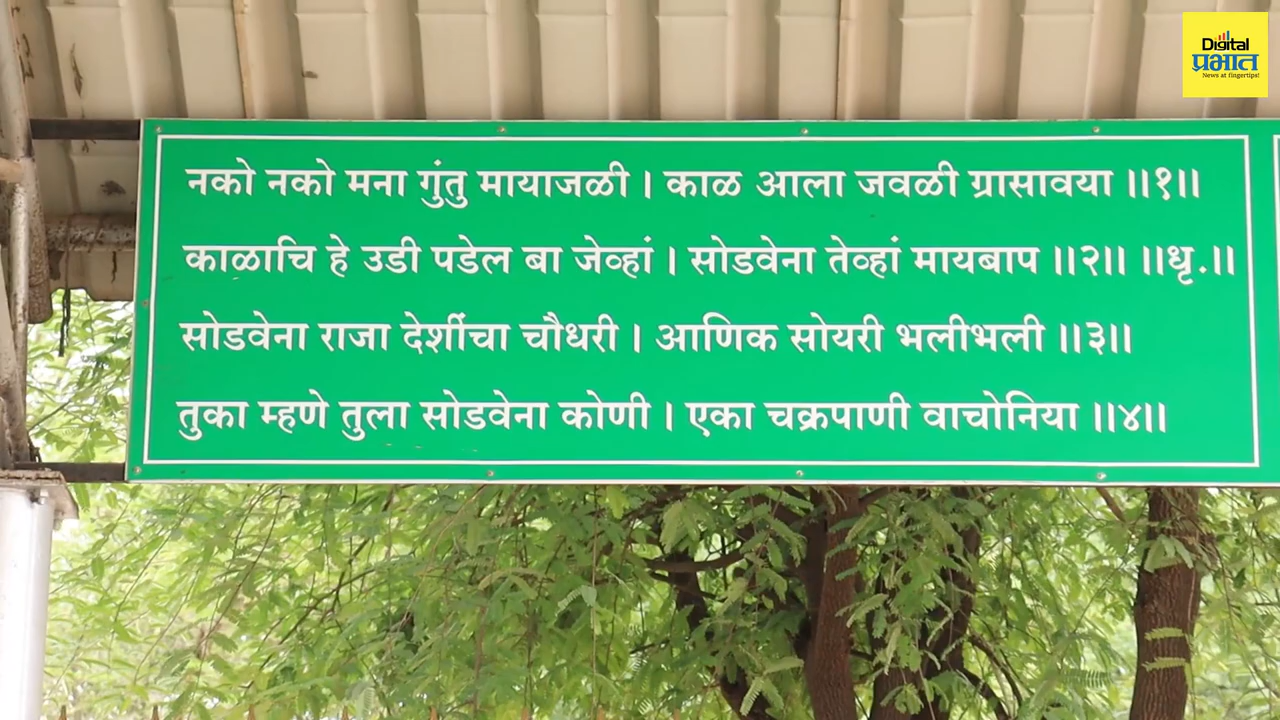 Digital
प्रभात
News at fingertips!
नको नको मना गुंतु मायाजळी । काळ आला जवळी ग्रासावया ॥१॥
काळाचि हे उडी पडेल बा जेव्हां । सोडवेना तेव्हां मायबाप ॥२॥ ॥धृ.॥
सोडवेना राजा देशींचा चौधरी । आणिक सोयरी भलीभली ॥३॥
तुका म्हणे तुला सोडवेना कोणी । एका चक्रपाणी वाचोनिया ॥४॥